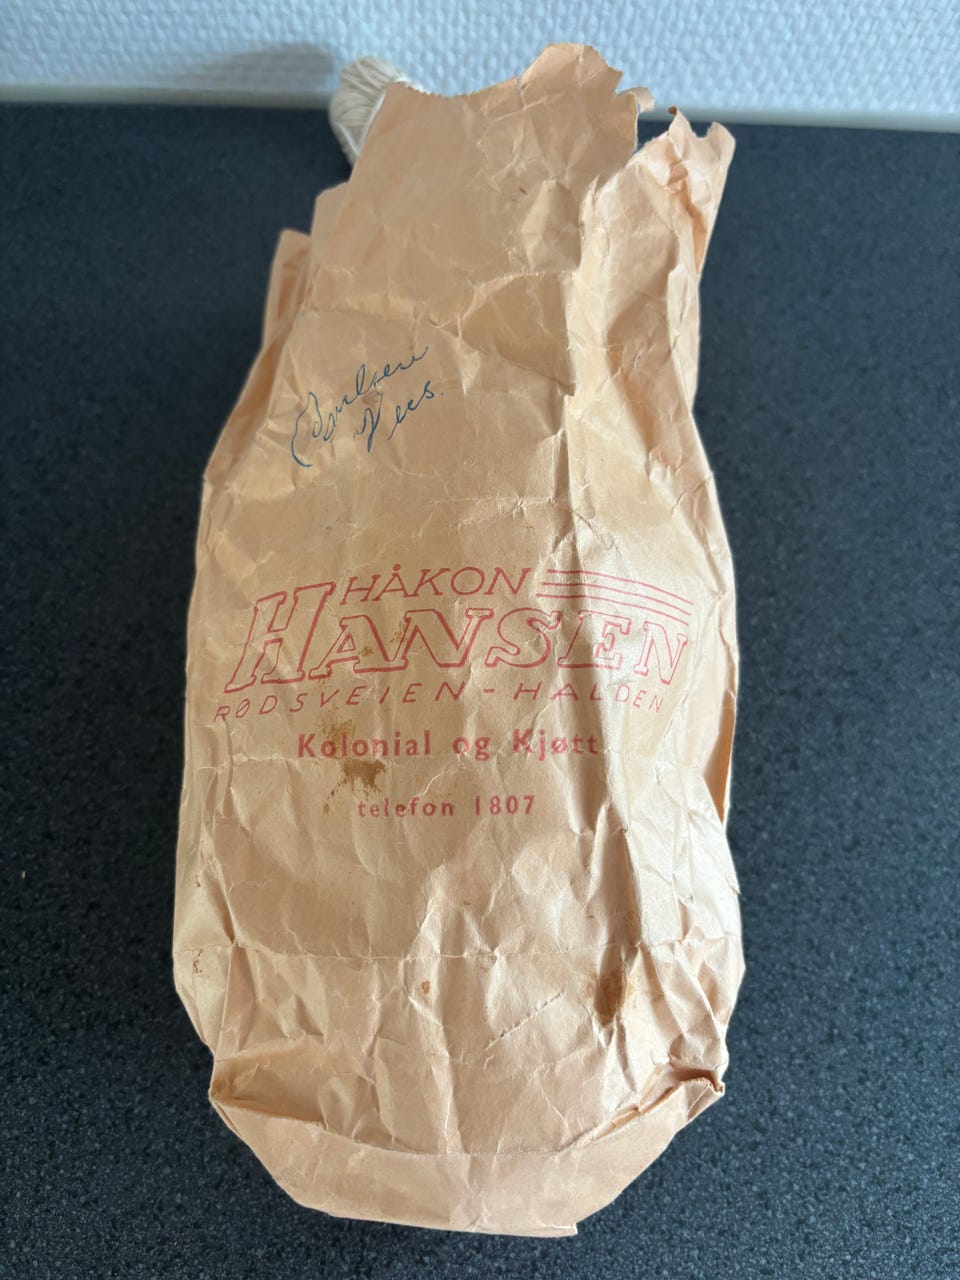 HÅKON
HANSEN
RØDSVEIEN - HALDEN
Kolonial og Kjøtt
telefon 1807